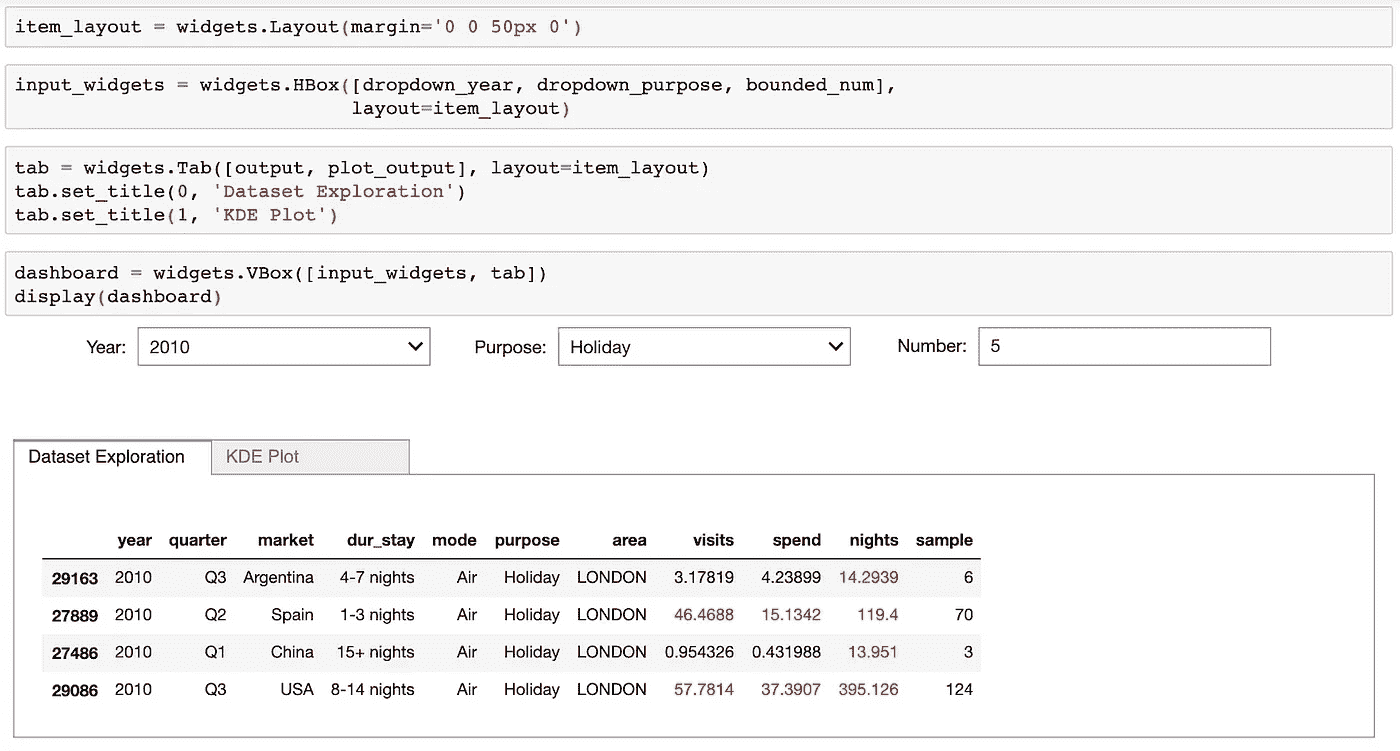 item_layout = widgets.Layout(margin='0 0 50px 0')
input_widgets = widgets.HBox([dropdown_year, dropdown_purpose, bounded_num],
layout=item_layout)
tab = widgets.Tab([output, plot_output], layout=item_layout)
tab.set_title(0, 'Dataset Exploration')
tab.set_title(1, 'KDE Plot')
dashboard = widgets.VBox([input_widgets, tab])
display(dashboard)
Year: 2010 Purpose: Holiday Number: 5
Dataset Exploration KDE Plot
year quarter market dur_stay mode purpose area visits spend nights sample
29163 2010 Q3 Argentina 4-7 nights Air Holiday LONDON 3.17819 4.23899 14.2939 6
27889 2010 Q2 Spain 1-3 nights Air Holiday LONDON 46.4688 15.1342 119.4 70
27486 2010 Q1 China 15+ nights Air Holiday LONDON 0.954326 0.431988 13.951 3
29086 2010 Q3 USA 8-14 nights Air Holiday LONDON 57.7814 37.3907 395.126 124